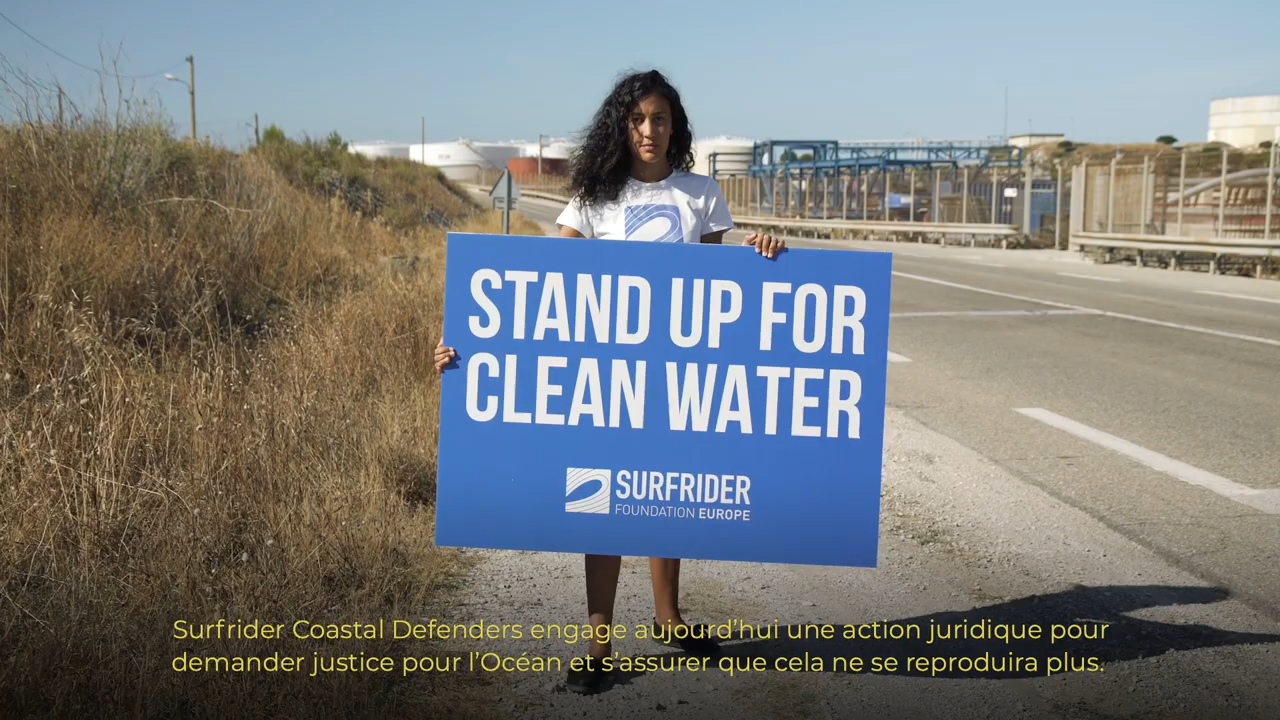 STAND UP FOR
CLEAN WATER
SURFRIDER
FOUNDATION EUROPE
Surfrider Coastal Defenders engage aujourd’hui une action juridique pour
demander justice pour l’Océan et s’assurer que cela ne se reproduira plus.